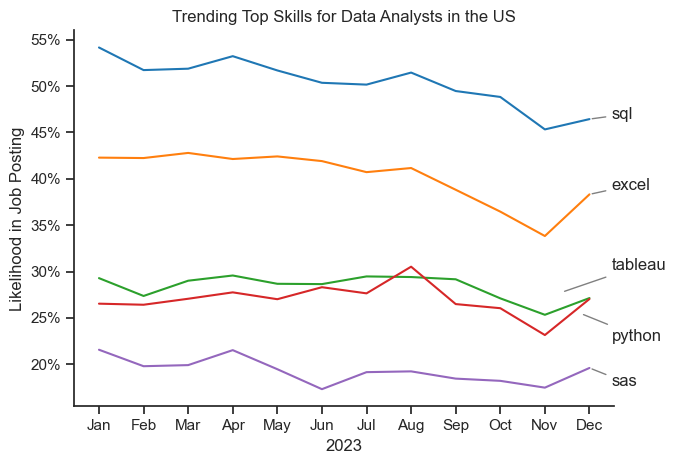 Trending Top Skills for Data Analysts in the US
Likelihood in Job Posting
55%
50%
45%
40%
35%
30%
25%
20%
sql
excel
tableau
python
sas
Jan Feb Mar Apr May Jun Jul Aug Sep Oct Nov Dec
2023